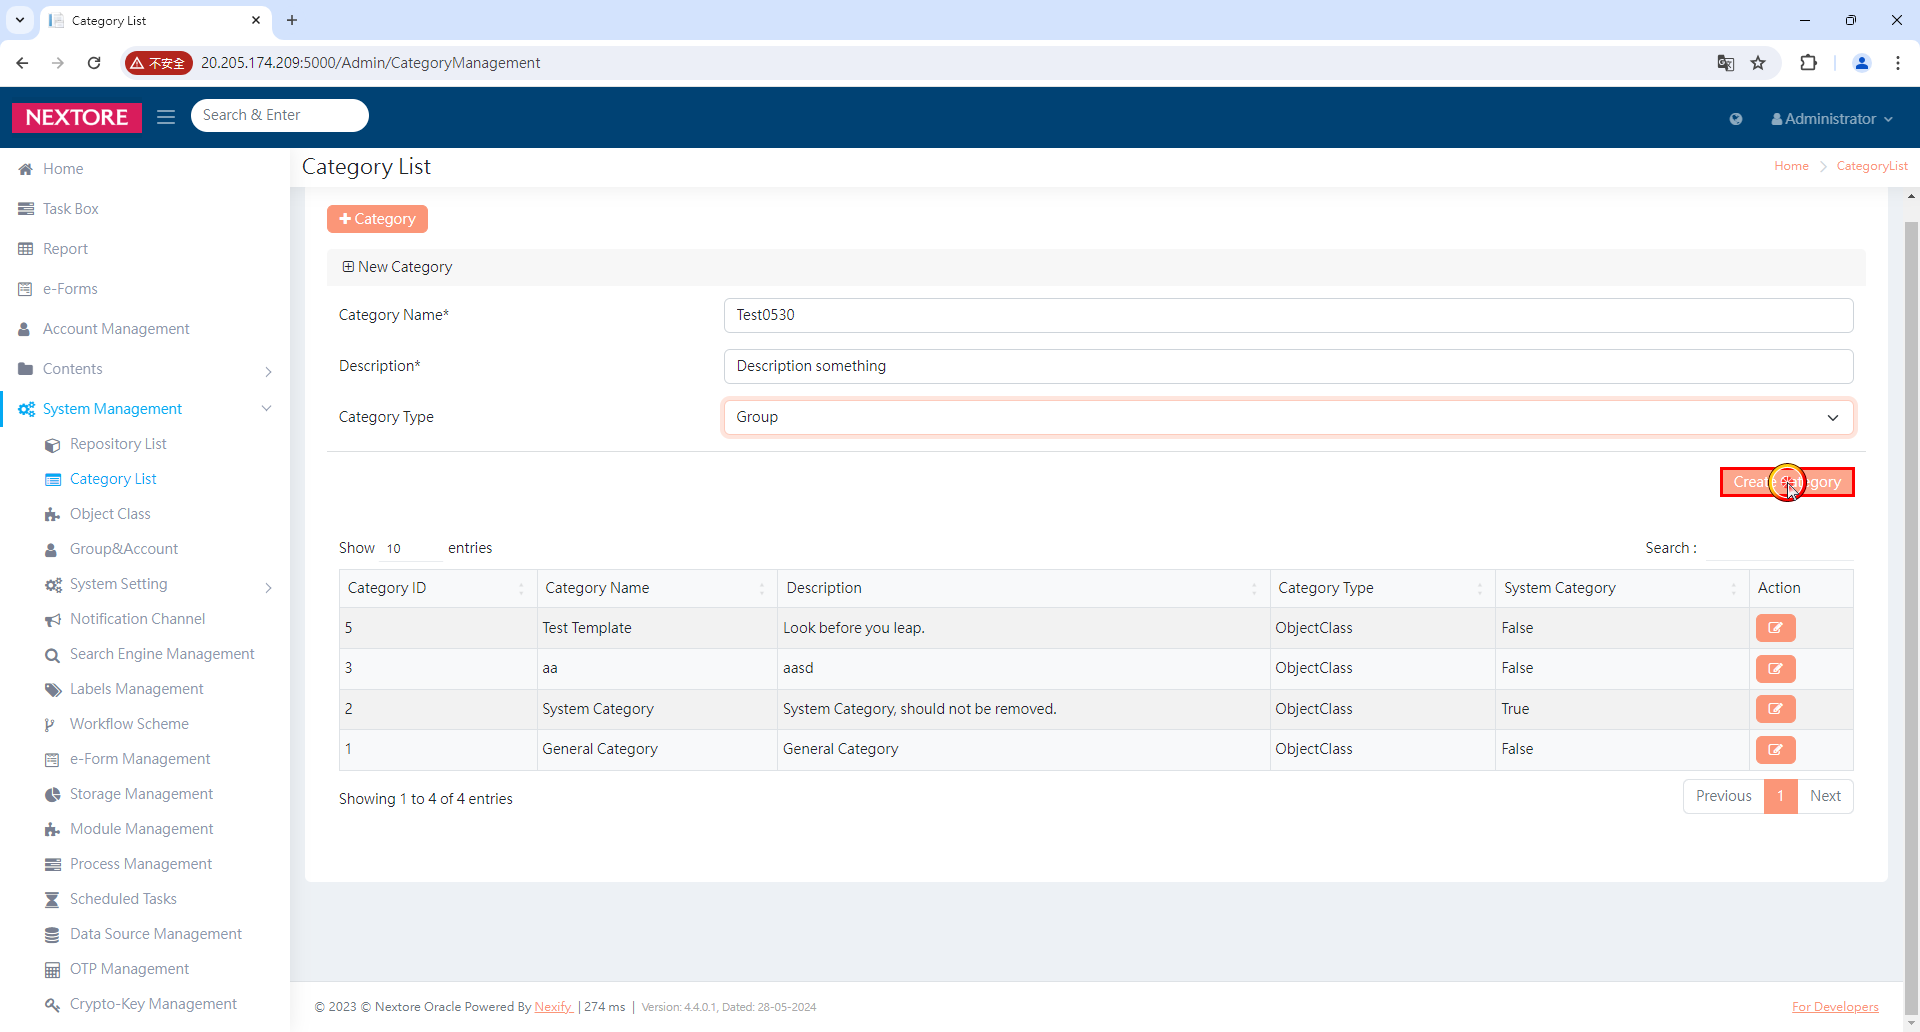 Category List
不安全
20.205.174.209:5000/Admin/CategoryManagement
NEXTORE
Search & Enter
Administrator
Home
Task Box
Report
e-Forms
Account Management
Contents
System Management
Repository List
Category List
Object Class
Group&Account
System Setting
Notification Channel
Search Engine Management
Labels Management
Workflow Scheme
e-Form Management
Storage Management
Module Management
Process Management
Scheduled Tasks
Data Source Management
OTP Management
Crypto-Key Management
Category List
Home CategoryList
Category
New Category
Category Name* Test0530
Description* Description something
Category Type Group
Create Category
Show 10 entries Search :
Category ID Category Name Description Category Type System Category Action
5 Test Template Look before you leap. ObjectClass False
3 aa aasd ObjectClass False
2 System Category System Category, should not be removed. ObjectClass True
1 General Category General Category ObjectClass False
Showing 1 to 4 of 4 entries
Previous 1 Next
© 2023 © Nextore Oracle Powered By Nexify | 274 ms | Version: 4.4.0.1, Dated: 28-05-2024
For Developers